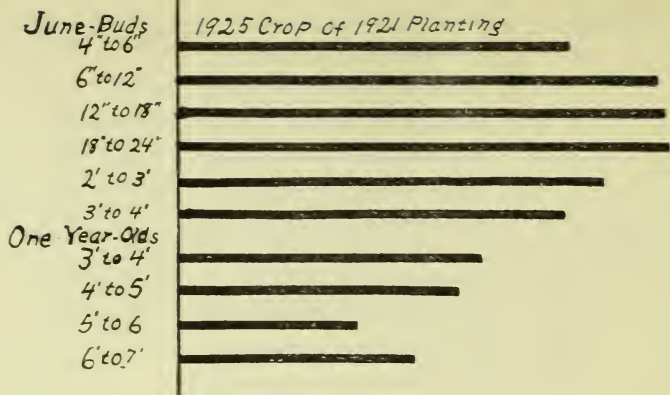 June-Buds
1925 Crop of 1921 Planting
4" to 6"
6" to 12"
12" to 18"
18" to 24"
2' to 3'
3' to 4'
One Year-Olds
3' to 4'
4' to 5'
5' to 6
6' to 7'